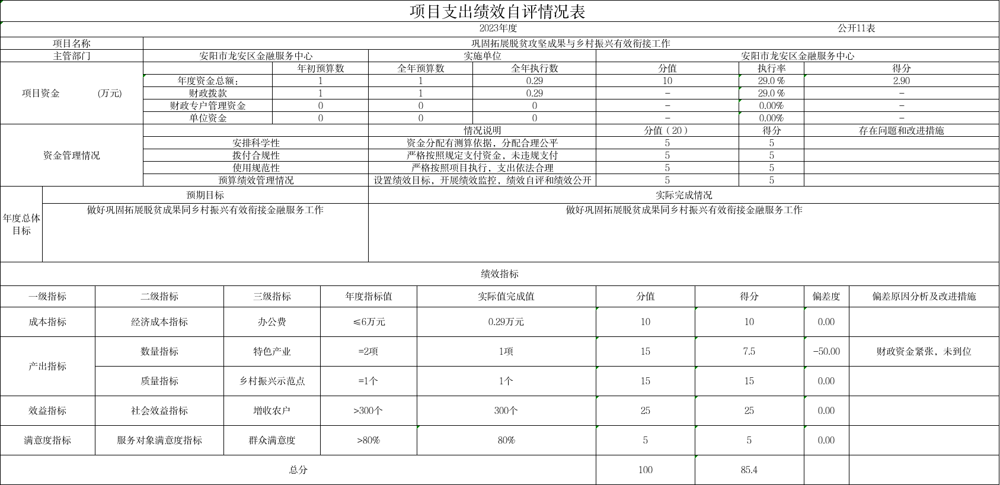 项目支出绩效自评情况表
2023年度 公开11表
项目名称 巩固拓展脱贫攻坚成果与乡村振兴有效衔接工作
主管部门 安阳市龙安区金融服务中心 实施单位 安阳市龙安区金融服务中心
项目资金 (万元) 年初预算数 全年预算数 全年执行数 分值 执行率 得分
年度资金总额： 1 1 0.29 10 29.0 % 2.90
财政拨款 1 1 0.29 – 29.0 % –
财政专户管理资金 0 0 0 – 0.00% –
单位资金 0 0 0 – 0.00% –
资金管理情况 情况说明 分值（20） 得分 存在问题和改进措施
安排科学性 资金分配有测算依据，分配合理公平 5 5
拨付合规性 严格按照规定支付资金，未违规支付 5 5
使用规范性 严格按照项目执行，支出依法合理 5 5
预算绩效管理情况 设置绩效目标，开展绩效监控，绩效自评和绩效公开 5 5
年度总体
目标
预期目标 实际完成情况
做好巩固拓展脱贫成果同乡村振兴有效衔接金融服务工作 做好巩固拓展脱贫成果同乡村振兴有效衔接金融服务工作
绩效指标
一级指标 二级指标 三级指标 年度指标值 实际值完成值 分值 得分 偏差度 偏差原因分析及改进措施
成本指标 经济成本指标 办公费 ≤6万元 0.29万元 10 10 0.00
产出指标 数量指标 特色产业 =2项 1项 15 7.5 -50.00 财政资金紧张，未到位
质量指标 乡村振兴示范点 =1个 1个 15 15 0.00
效益指标 社会效益指标 增收农户 >300个 300个 25 25 0.00
满意度指标 服务对象满意度指标 群众满意度 >80% 80% 5 5 0.00
总分 100 85.4